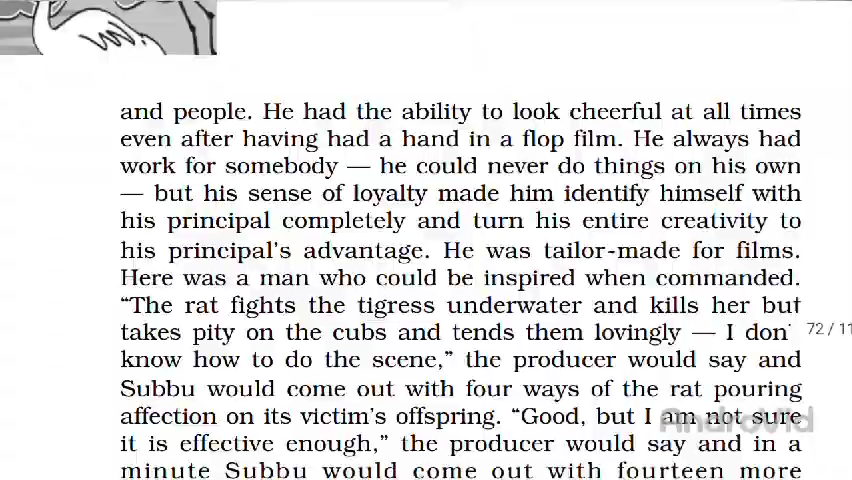 and people. He had the ability to look cheerful at all times
even after having had a hand in a flop film. He always had
work for somebody — he could never do things on his own
— but his sense of loyalty made him identify himself with
his principal completely and turn his entire creativity to
his principal's advantage. He was tailor-made for films.
Here was a man who could be inspired when commanded.
“The rat fights the tigress underwater and kills her but
takes pity on the cubs and tends them lovingly — I don'
72/11
know how to do the scene,” the producer would say and
Subbu would come out with four ways of the rat pouring
affection on its victim's offspring. “Good, but I am not sure
AndroVid
it is effective enough,” the producer would say and in a
minute Subbu would come out with fourteen more